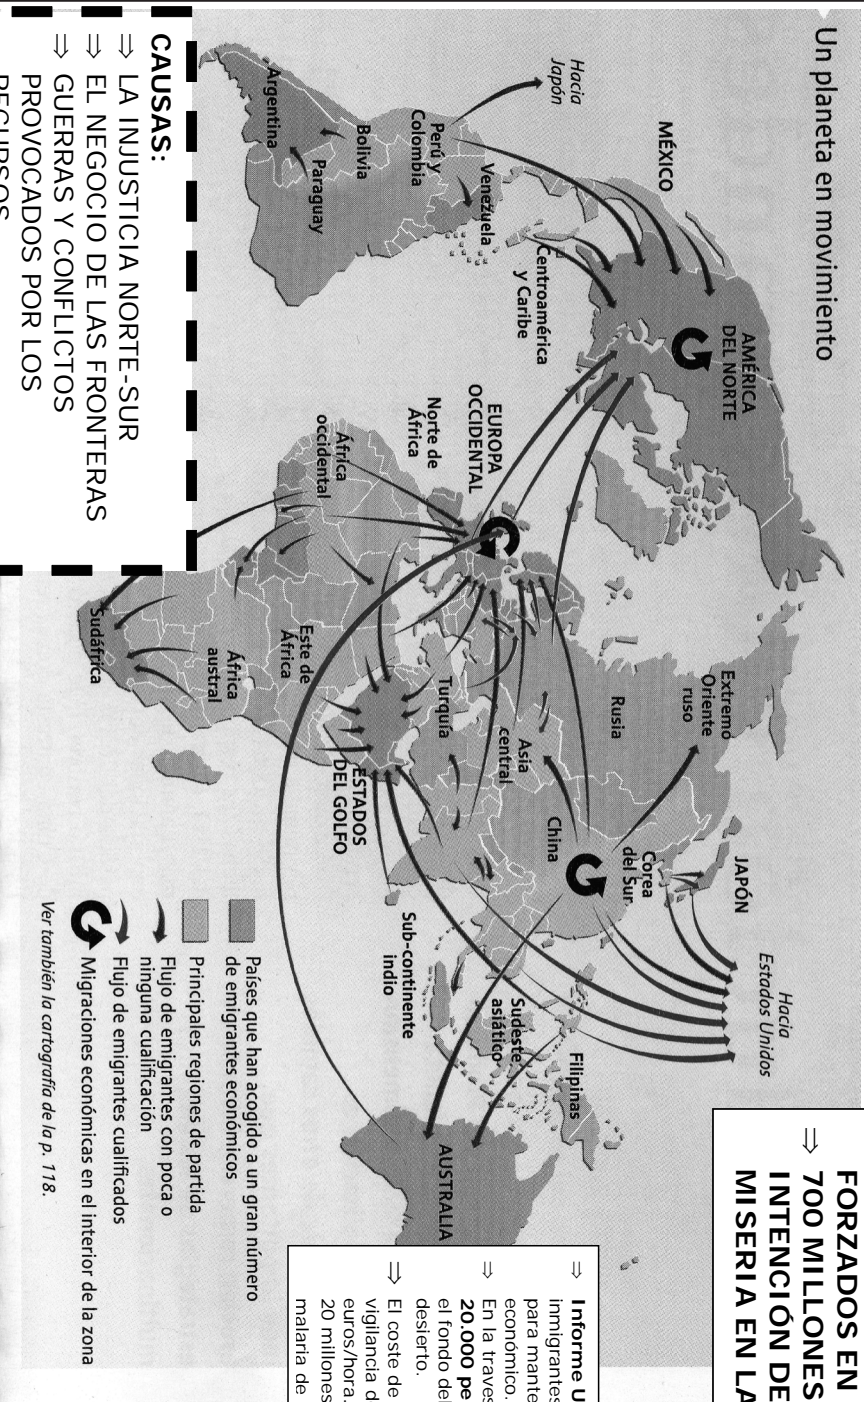 Un planeta en movimiento
Hacia
Japón
MÉXICO
AMÉRICA
DEL NORTE
Centroamérica
y Caribe
Venezuela
Perú y
Colombia
Bolivia
Paraguay
Argentina
EUROPA
OCCIDENTAL
Norte de
África
África
occidental
Este de
África
África
austral
Sudáfrica
Turquía
ESTADOS
DEL GOLFO
Asia
central
Rusia
Extremo
Oriente
ruso
China
Corea
del Sur
JAPÓN
Hacia
Estados Unidos
Sub-continente
indio
Sudeste
asiático
Filipinas
AUSTRALIA
Países que han acogido a un gran número
de emigrantes económicos
Principales regiones de partida
Flujo de emigrantes con poca o
ninguna cualificación
Flujo de emigrantes cualificados
Migraciones económicas en el interior de la zona
Ver también la cartografía de la p. 118.
CAUSAS:
⇒ LA INJUSTICIA NORTE-SUR
⇒ EL NEGOCIO DE LAS FRONTERAS
⇒ GUERRAS Y CONFLICTOS
PROVOCADOS POR LOS
FORZADOS EN
⇒ 700 MILLONES
INTENCIÓN DE
MISERIA EN LA
⇒ Informe U
inmigrantes
para mante
económico.
⇒ En la traves
20.000 pe
el fondo del
desierto.
⇒ El coste de
vigilancia d
euros/hora.
20 millones
malaria de